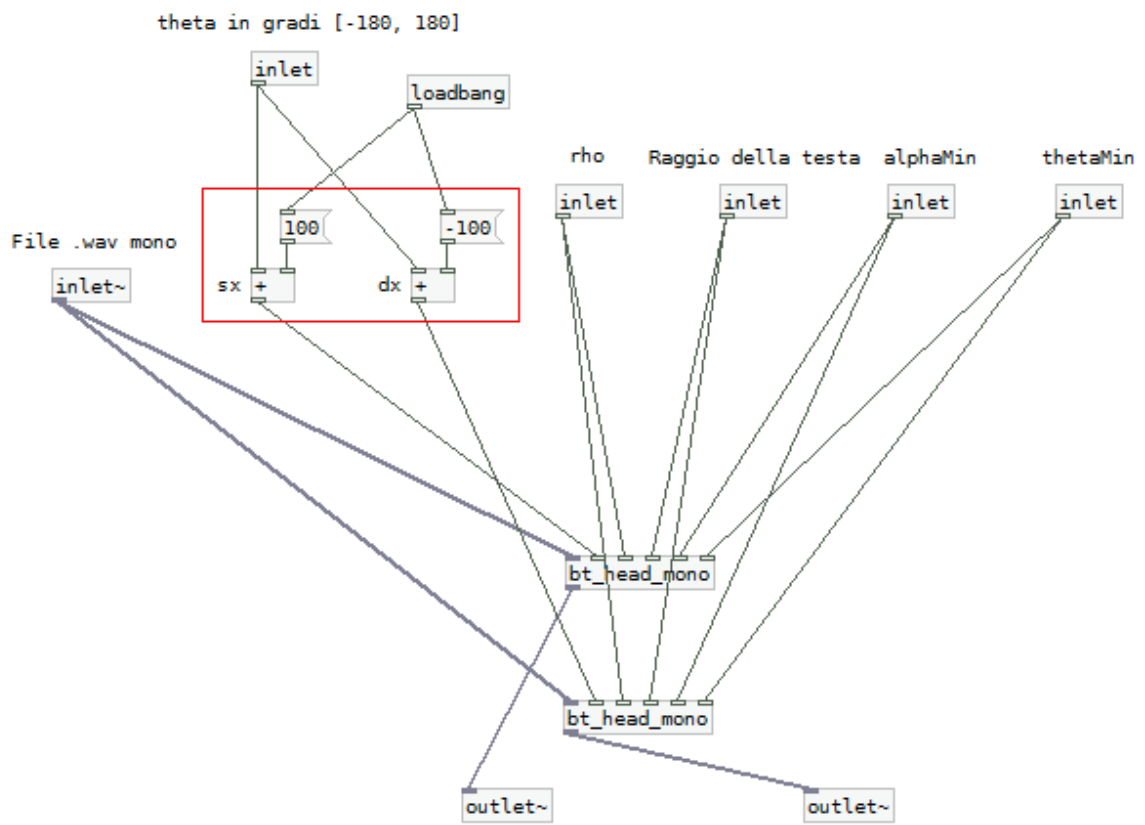 theta in gradi [-180, 180]
inlet
loadbang
rho
Raggio della testa
alphaMin
thetaMin
inlet
inlet
inlet
inlet
100
-100
File .wav mono
inlet~
sx
+
dx
+
bt_head_mono
bt_head_mono
outlet~
outlet~